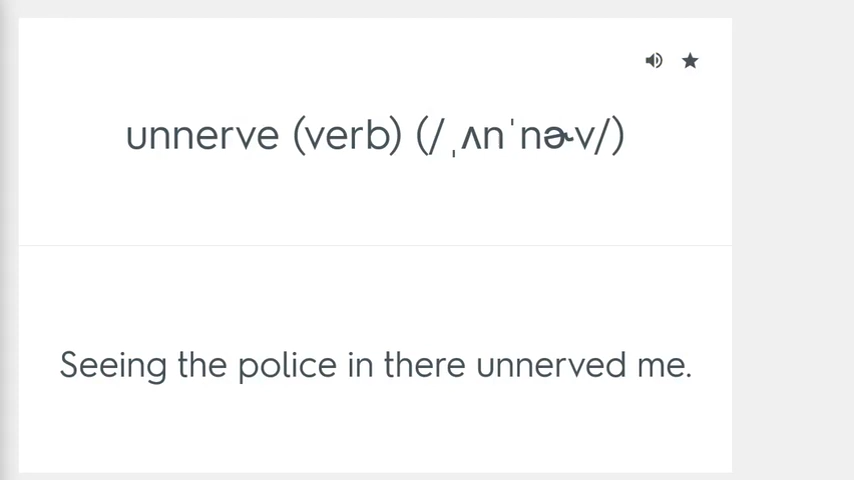 unnerve (verb) (/ˌʌnˈnɚv/)
Seeing the police in there unnerved me.